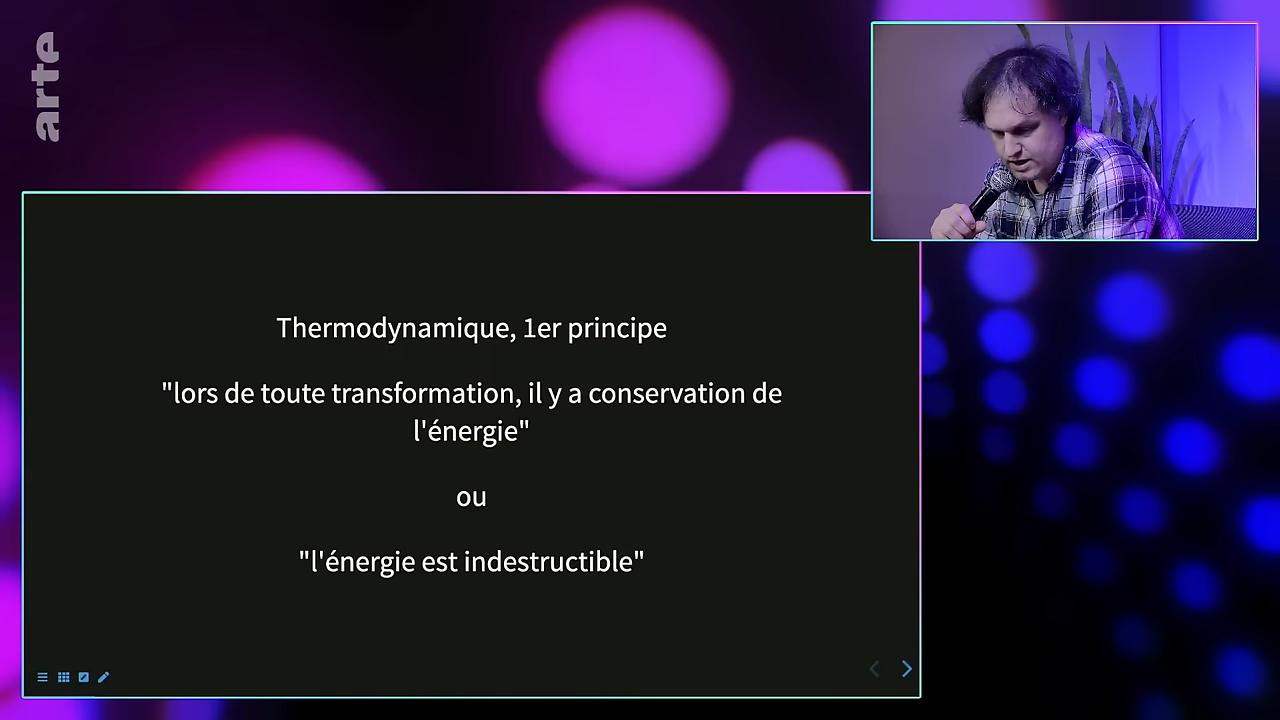 arte
Thermodynamique, 1er principe
"lors de toute transformation, il y a conservation de
l'énergie"
ou
"l'énergie est indestructible"